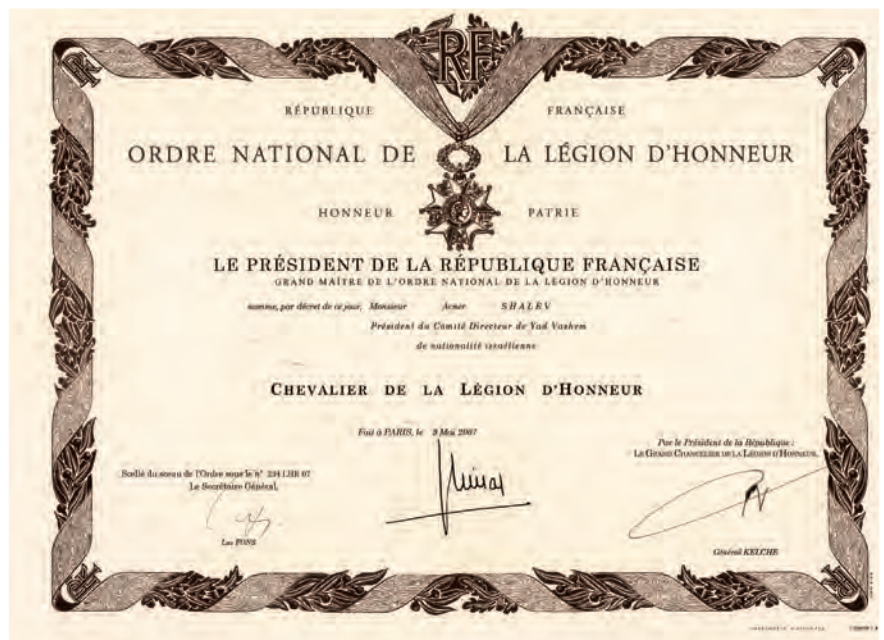 RF
RÉPUBLIQUE FRANÇAISE
ORDRE NATIONAL DE LA LÉGION D'HONNEUR
HONNEUR PATRIE
LE PRÉSIDENT DE LA RÉPUBLIQUE FRANÇAISE
GRAND MAÎTRE DE L'ORDRE NATIONAL DE LA LÉGION D'HONNEUR
nomme, par décret de ce jour, Monsieur Avner SHALEV
Président du Comité Directeur de Yad Vashem
de nationalité israélienne
CHEVALIER DE LA LÉGION D'HONNEUR
Fait à PARIS, le 9 Mai 2007
Par le Président de la République :
LE GRAND CHANCELIER DE LA LÉGION D'HONNEUR,
Scellé du sceau de l'Ordre sous le n° 234 LHE 07
Le Secrétaire Général,
Luc FONS
Général KELCHE